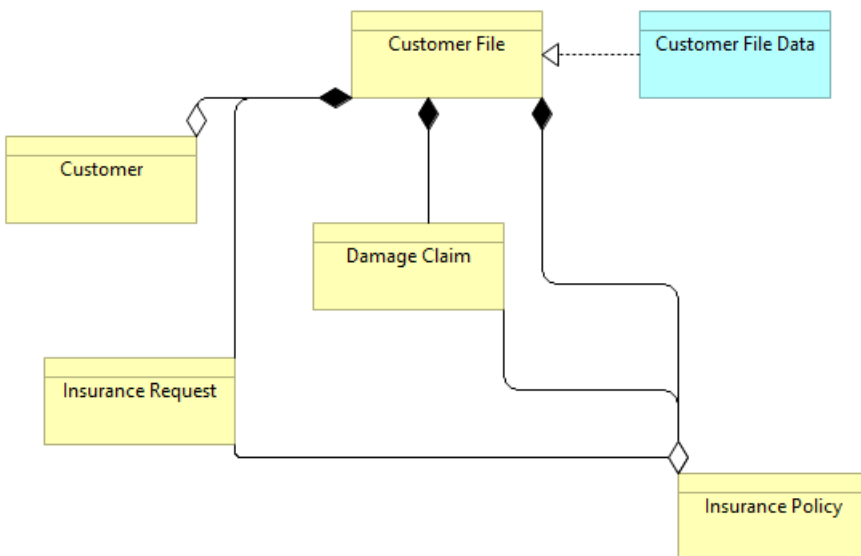 Customer File
Customer File Data
Customer
Damage Claim
Insurance Request
Insurance Policy